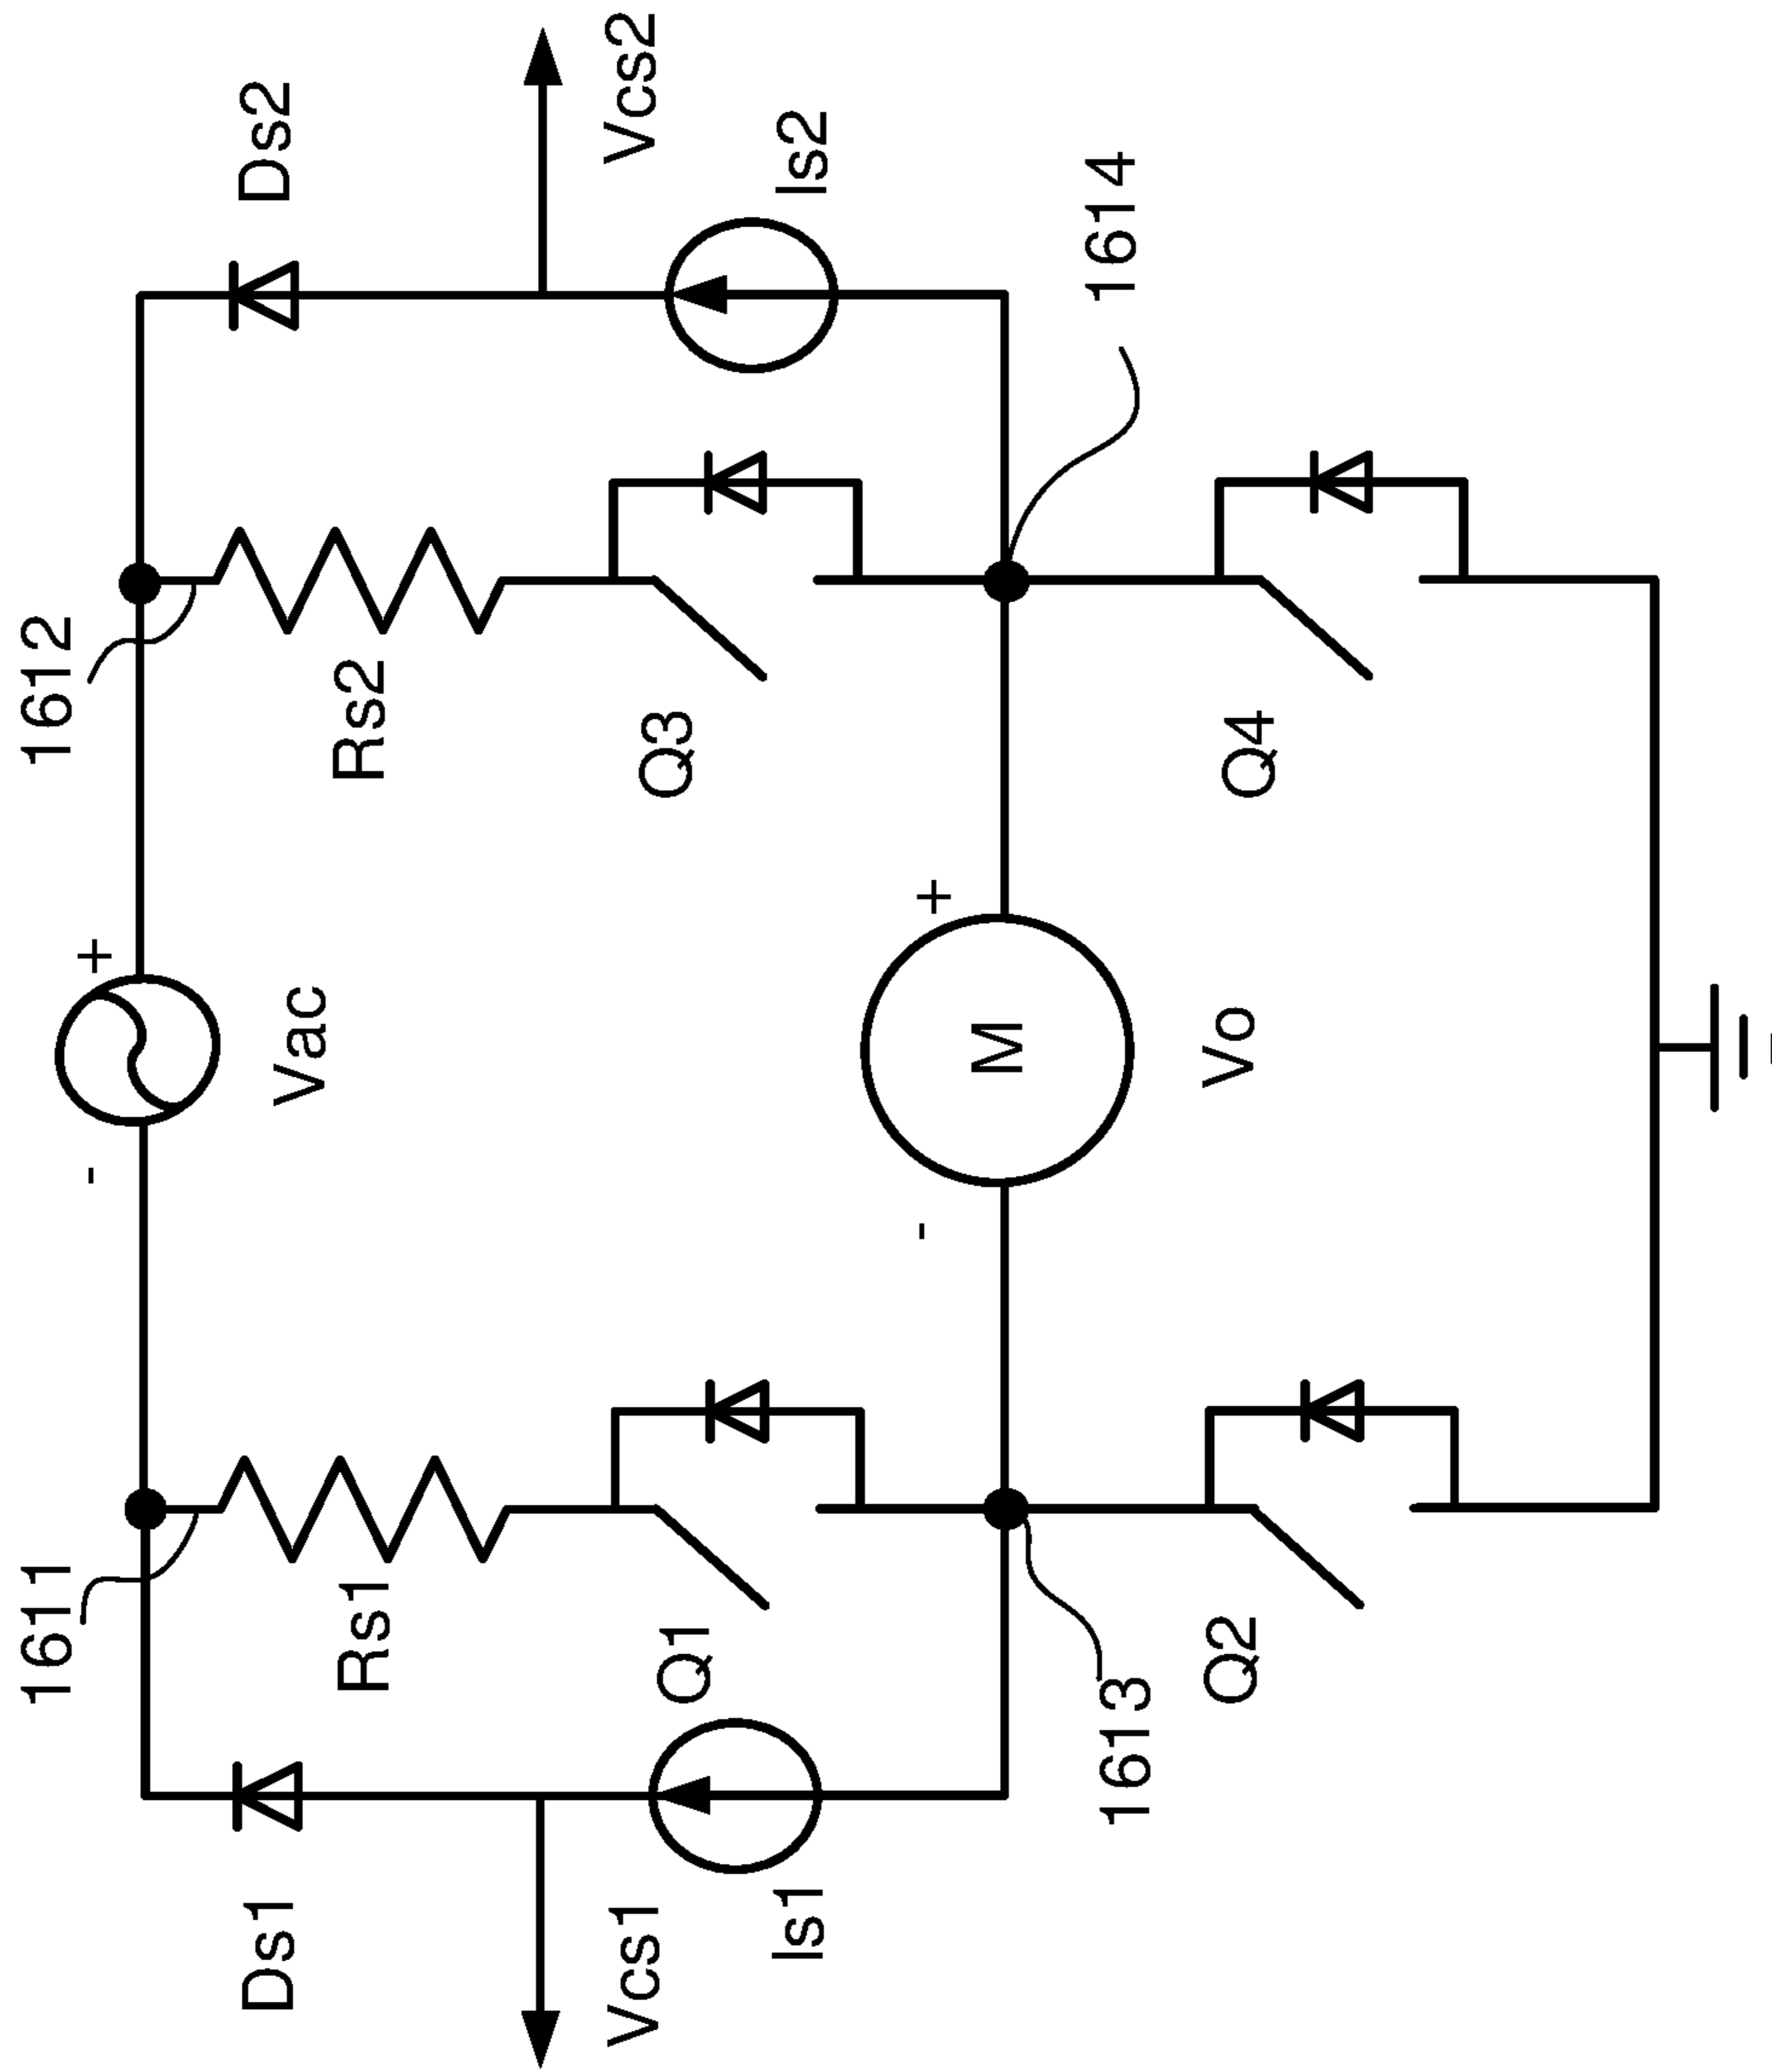 1611
1612
-
Vac
+
Ds1
Rs1
Rs2
Ds2
Vcs1
Q1
Q3
Vcs2
Is1
Is2
-
M
+
Vo
1613
1614
Q2
Q4